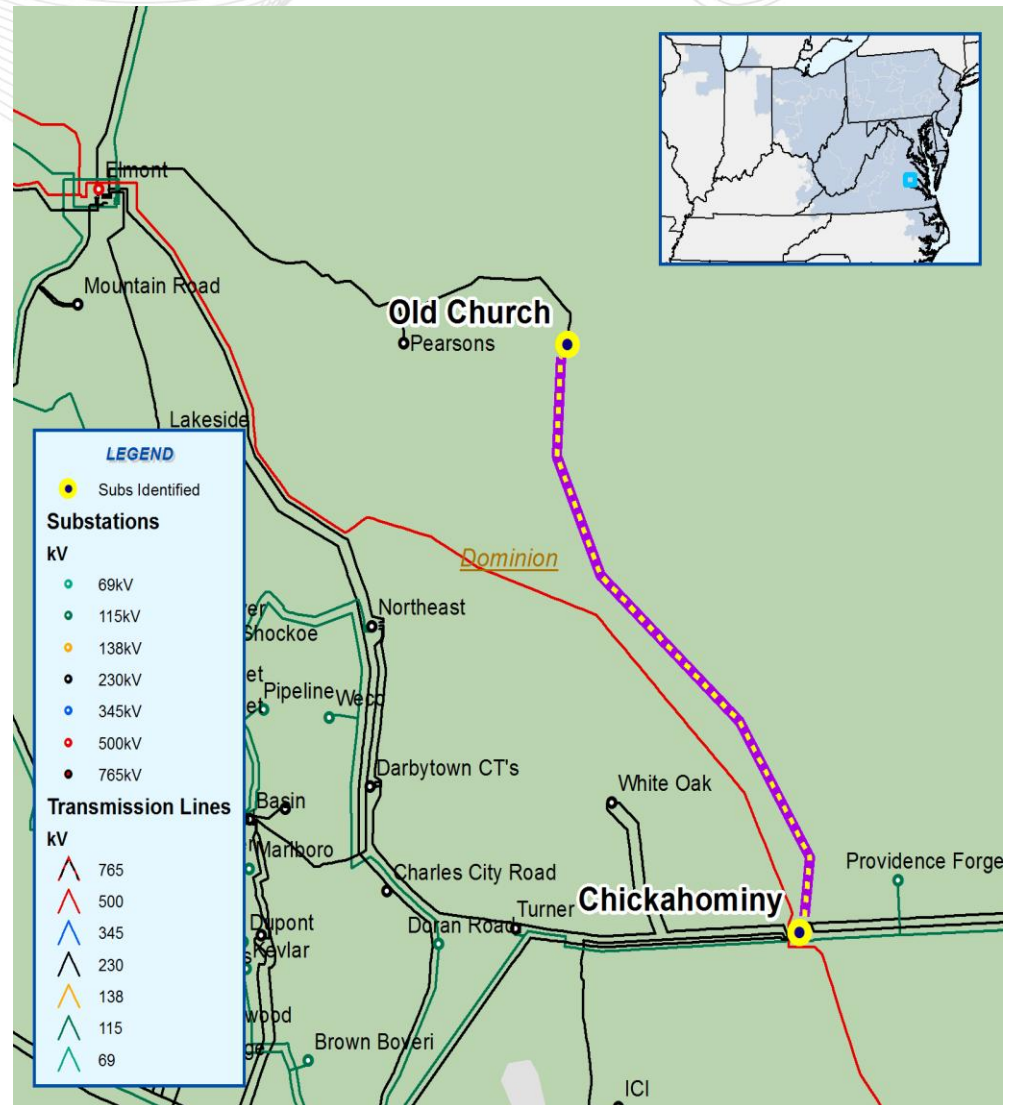 Elmont
Mountain Road
Old Church
Pearsons
Lakeside
LEGEND
Subs Identified
Substations
kV
69kV
115kV
138kV
230kV
345kV
500kV
765kV
Transmission Lines
kV
765
500
345
230
138
115
69
Dominion
Northeast
Shockoe
Pipeline
Weco
Darbytown CT's
White Oak
Basin
Marlboro
Charles City Road
Providence Forge
Chickahominy
Turner
Doran Road
Dupont
Kevlar
Brown Boveri
ICI